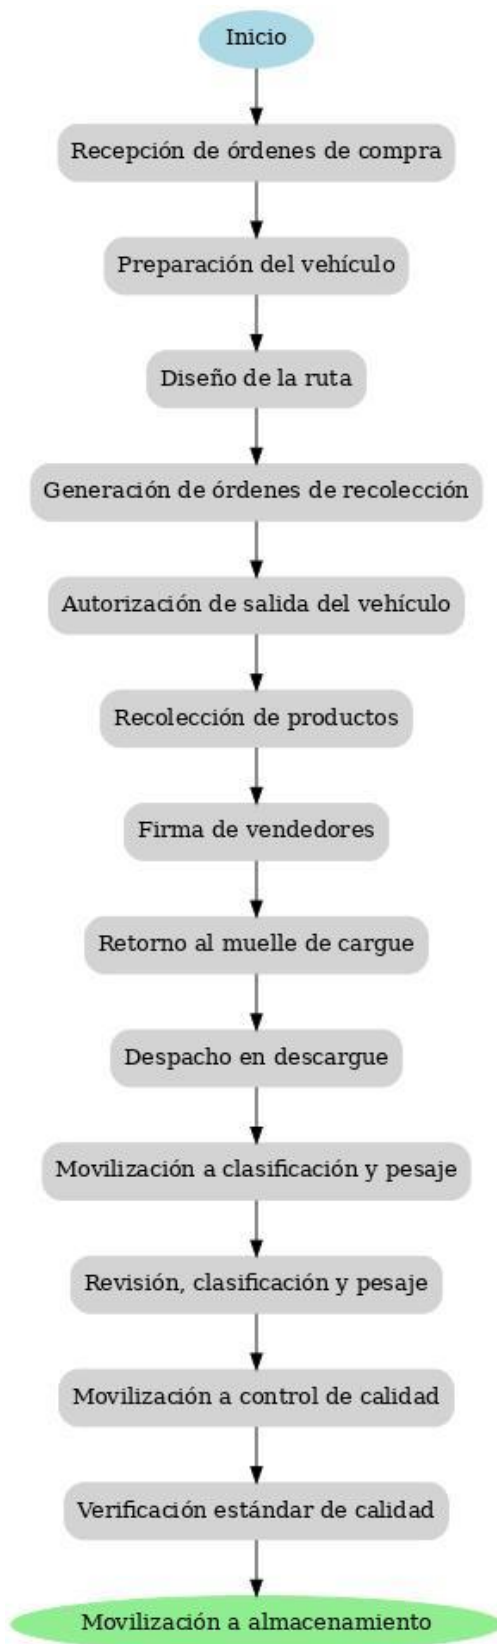 Inicio
Recepción de órdenes de compra
Preparación del vehículo
Diseño de la ruta
Generación de órdenes de recolección
Autorización de salida del vehículo
Recolección de productos
Firma de vendedores
Retorno al muelle de cargue
Despacho en descargue
Movilización a clasificación y pesaje
Revisión, clasificación y pesaje
Movilización a control de calidad
Verificación estándar de calidad
Movilización a almacenamiento